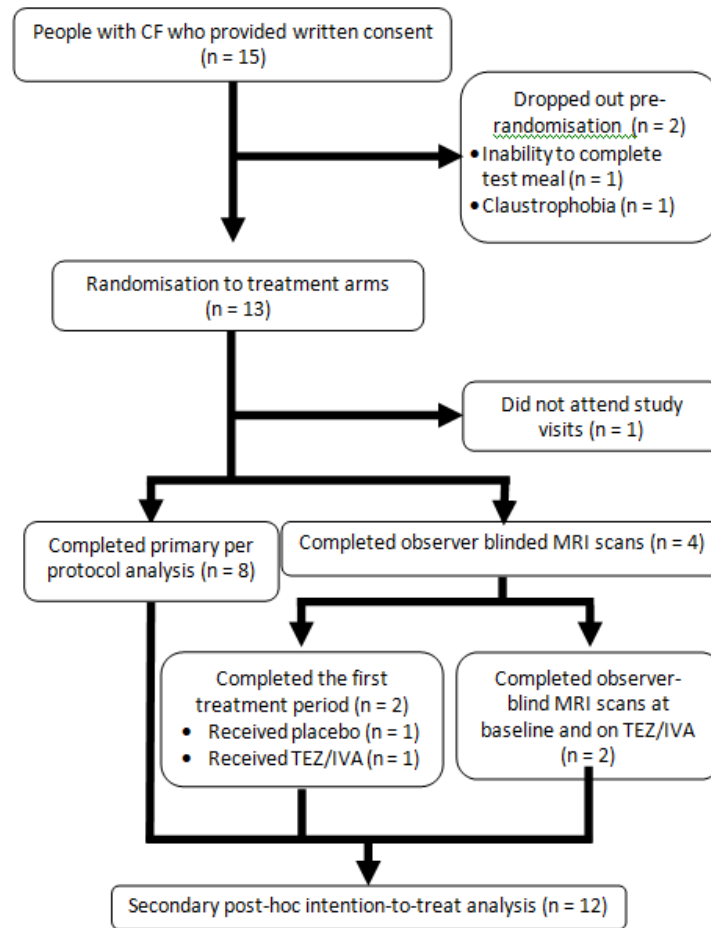 People with CF who provided written consent
(n = 15)
Dropped out pre-
randomisation (n = 2)
• Inability to complete
test meal (n = 1)
• Claustrophobia (n = 1)
Randomisation to treatment arms
(n = 13)
Did not attend study
visits (n = 1)
Completed primary per
protocol analysis (n = 8)
Completed observer blinded MRI scans (n = 4)
Completed the first
treatment period (n = 2)
• Received placebo (n = 1)
• Received TEZ/IVA (n = 1)
Completed observer-
blind MRI scans at
baseline and on TEZ/IVA
(n = 2)
Secondary post-hoc intention-to-treat analysis (n = 12)